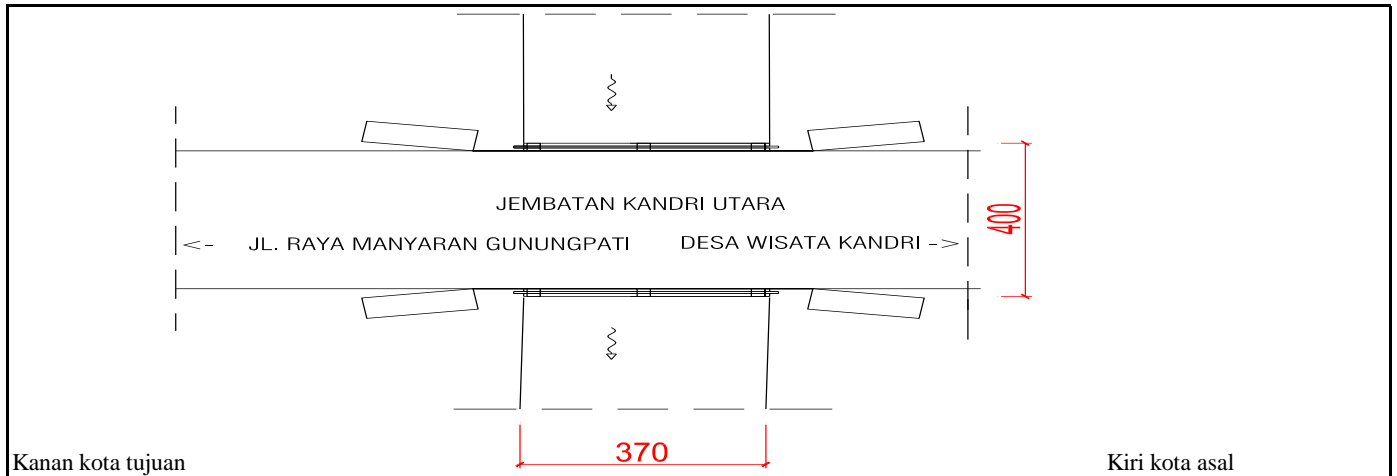 JEMBATAN KANDRI UTARA
<- JL. RAYA MANYARAN GUNUNGPATI DESA WISATA KANDRI ->
400
370
Kanan kota tujuan Kiri kota asal